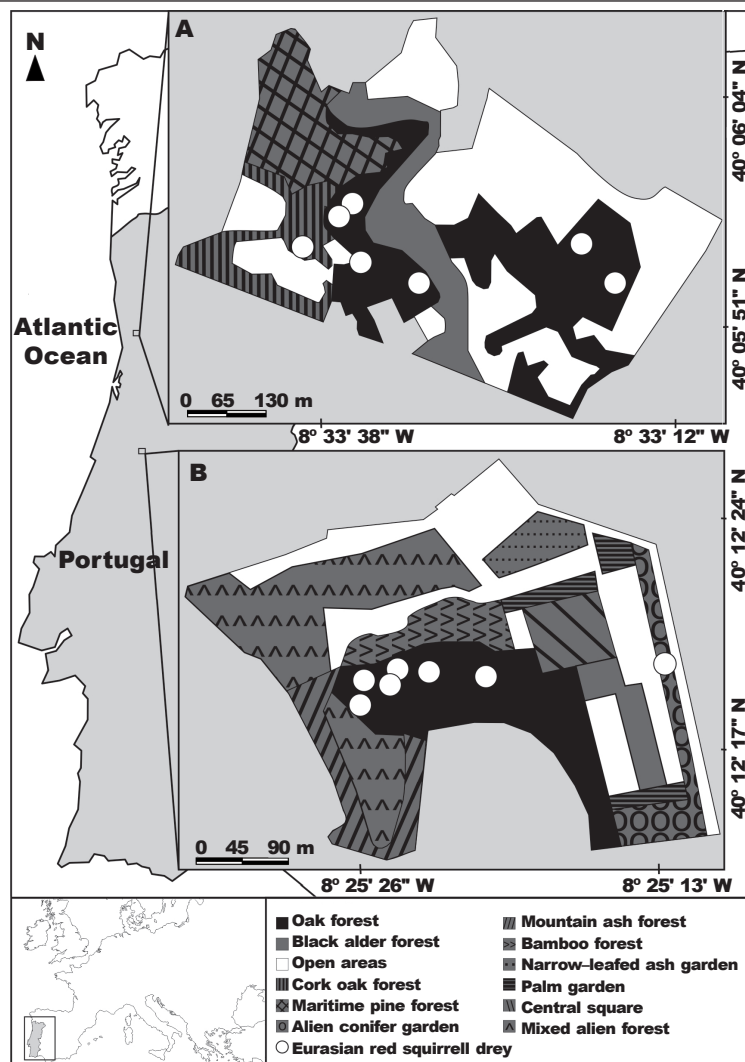 N
A
40° 06' 04" N
40° 05' 51" N
Atlantic
Ocean
0 65 130 m
8° 33' 38" W 8° 33' 12" W
B
40° 12' 24" N
Portugal
40° 12' 17" N
0 45 90 m
8° 25' 26" W 8° 25' 13" W
Oak forest
Black alder forest
Open areas
Cork oak forest
Maritime pine forest
Alien conifer garden
Eurasian red squirrell drey
Mountain ash forest
Bamboo forest
Narrow–leafed ash garden
Palm garden
Central square
Mixed alien forest